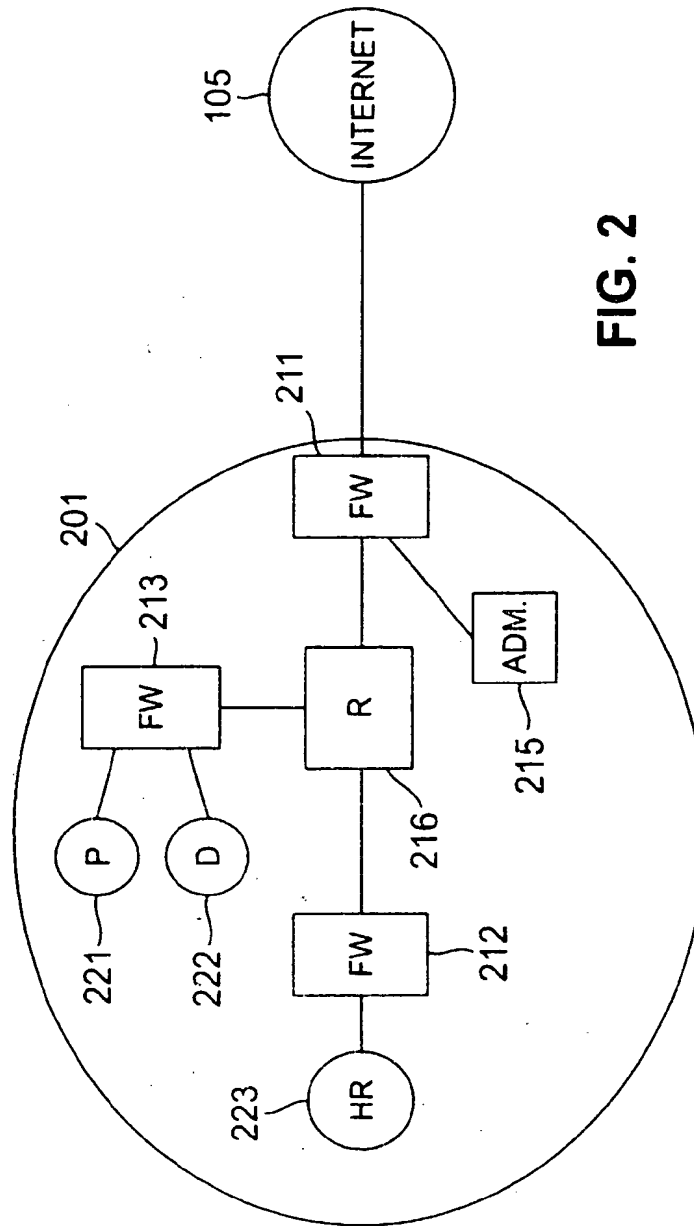 201
213
FW
P
221
D
222
HR
223
FW
212
R
216
FW
211
ADM.
215
INTERNET
105
FIG. 2